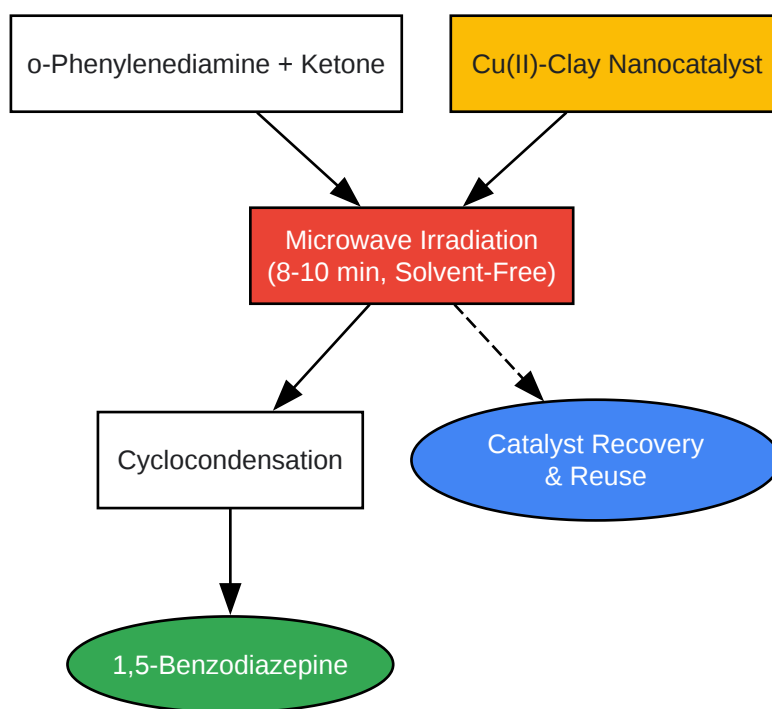 o-Phenylenediamine + Ketone
Cu(II)-Clay Nanocatalyst
Microwave Irradiation
(8-10 min, Solvent-Free)
Cyclocondensation
Catalyst Recovery
& Reuse
1,5-Benzodiazepine